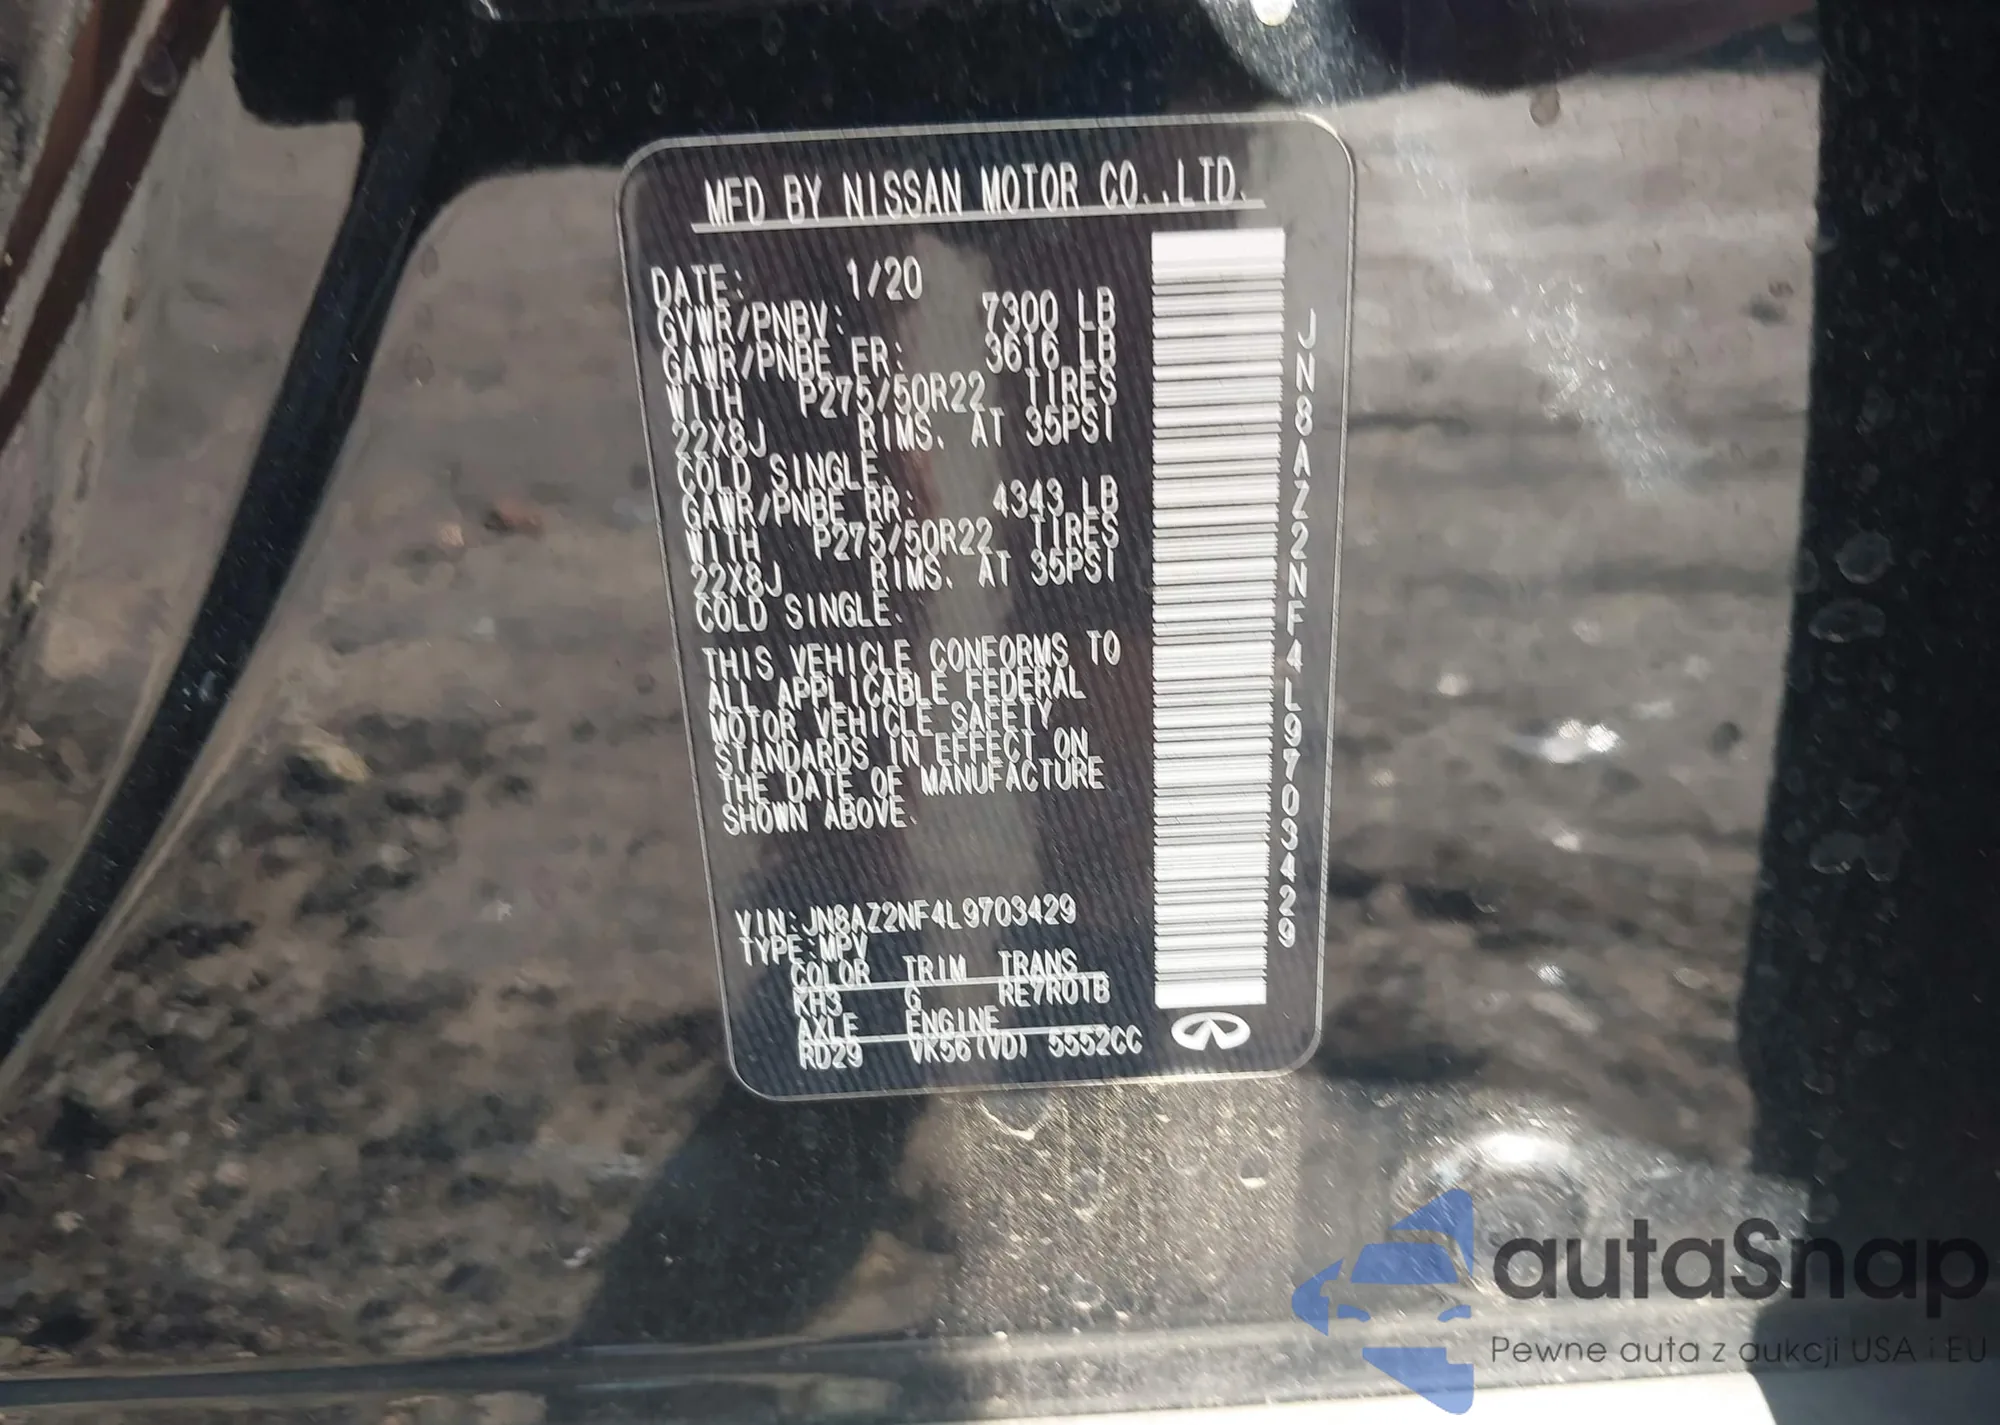 MFD BY NISSAN MOTOR CO.,LTD.
DATE: 1/20
GVWR/PNBV: 7300 LB
GAWR/PNBE FR: 3616 LB
WITH P275/50R22 TIRES
22X8J RIMS. AT 35PSI
COLD SINGLE.
GAWR/PNBE RR: 4343 LB
WITH P275/50R22 TIRES
22X8J RIMS. AT 35PSI
COLD SINGLE.
THIS VEHICLE CONFORMS TO
ALL APPLICABLE FEDERAL
MOTOR VEHICLE SAFETY
STANDARDS IN EFFECT ON
THE DATE OF MANUFACTURE
SHOWN ABOVE.
VIN:JN8AZ2NF4L9703429
TYPE:MPV
COLOR TRIM TRANS
KH3 G RE7R01B
AXLE ENGINE
RD29 VK56(VD) 5552CC
JN8AZ2NF4L9703429
autaSnap
Pewne auta z aukcji USA i EU